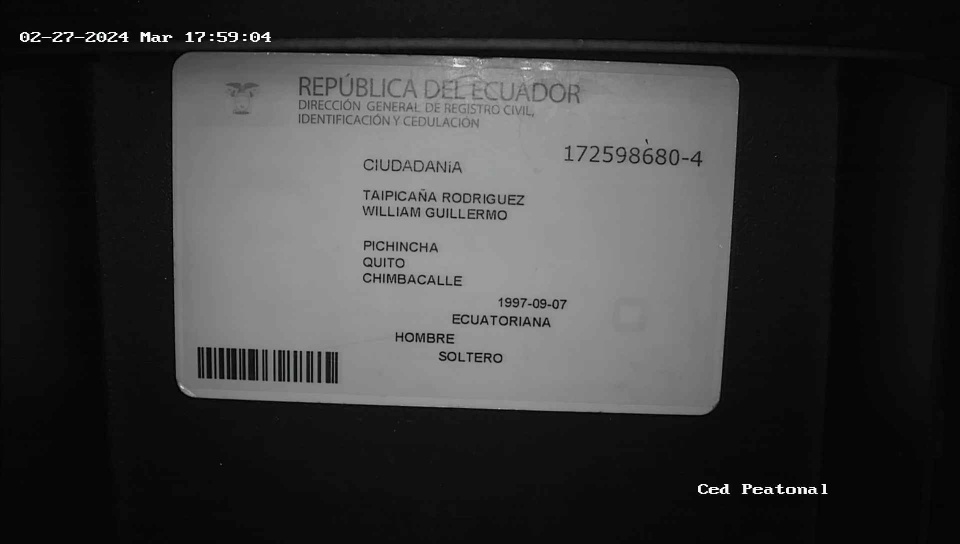 02-27-2024 Mar 17:59:04
REPÚBLICA DEL ECUADOR
DIRECCIÓN GENERAL DE REGISTRO CIVIL,
IDENTIFICACIÓN Y CEDULACIÓN
172598680-4
CIUDADANíA
TAIPICAÑA RODRIGUEZ
WILLIAM GUILLERMO
PICHINCHA
QUITO
CHIMBACALLE
1997-09-07
ECUATORIANA
HOMBRE
SOLTERO
Ced Peatonal